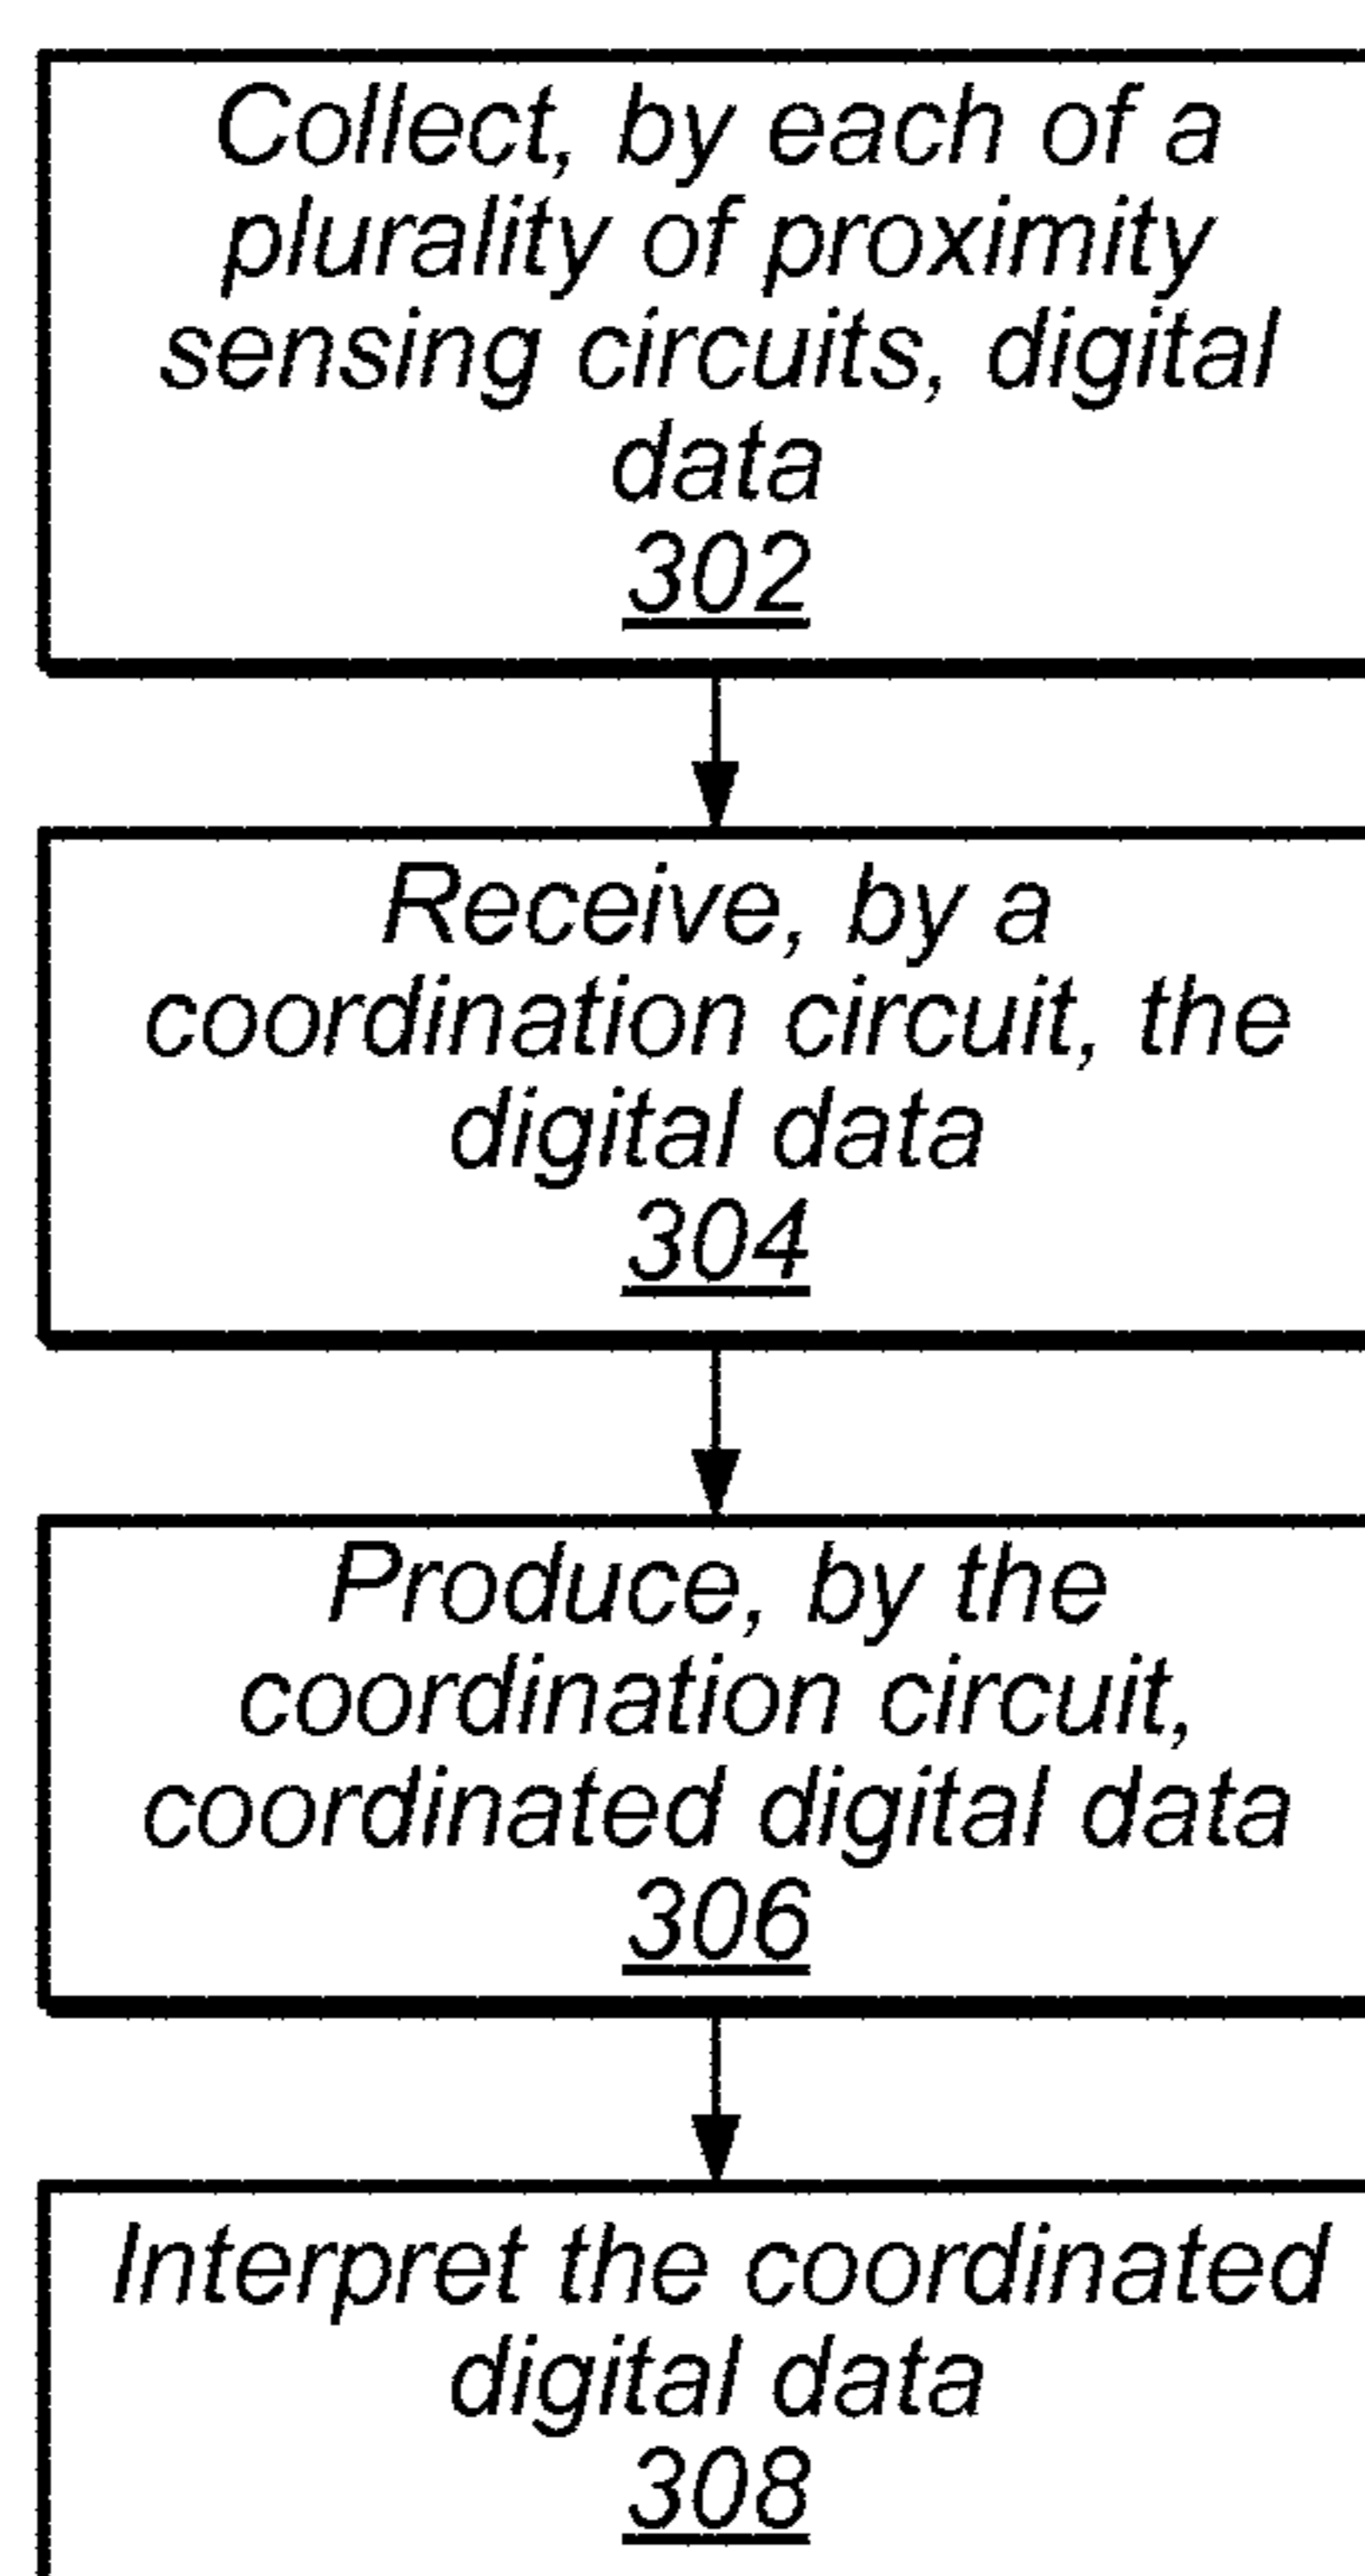 Collect, by each of a
plurality of proximity
sensing circuits, digital
data
302
Receive, by a
coordination circuit, the
digital data
304
Produce, by the
coordination circuit,
coordinated digital data
306
Interpret the coordinated
digital data
308